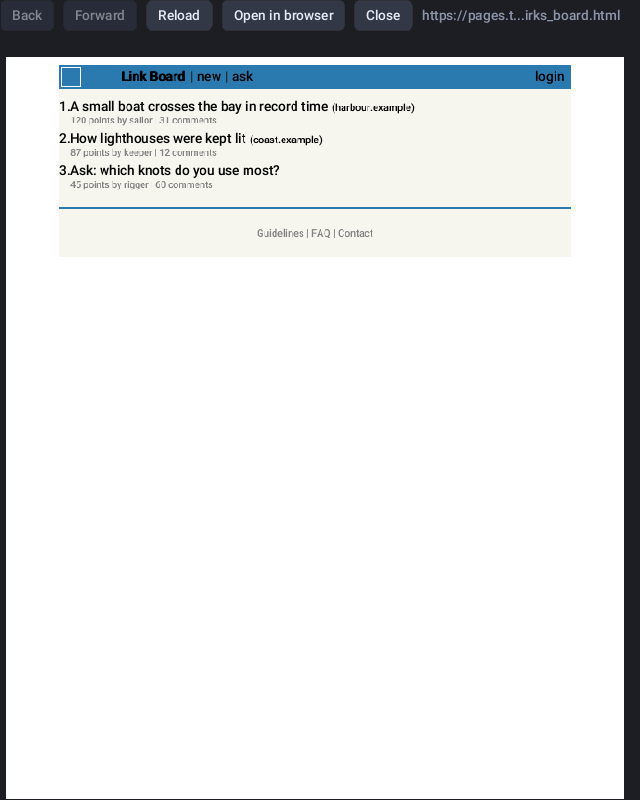 Back Forward Reload Open in browser Close https://pages.t...irks_board.html
Link Board | new | ask login
1.A small boat crosses the bay in record time (harbour.example)
120 points by sailor | 31 comments
2.How lighthouses were kept lit (coast.example)
87 points by keeper | 12 comments
3.Ask: which knots do you use most?
45 points by rigger | 60 comments
Guidelines | FAQ | Contact